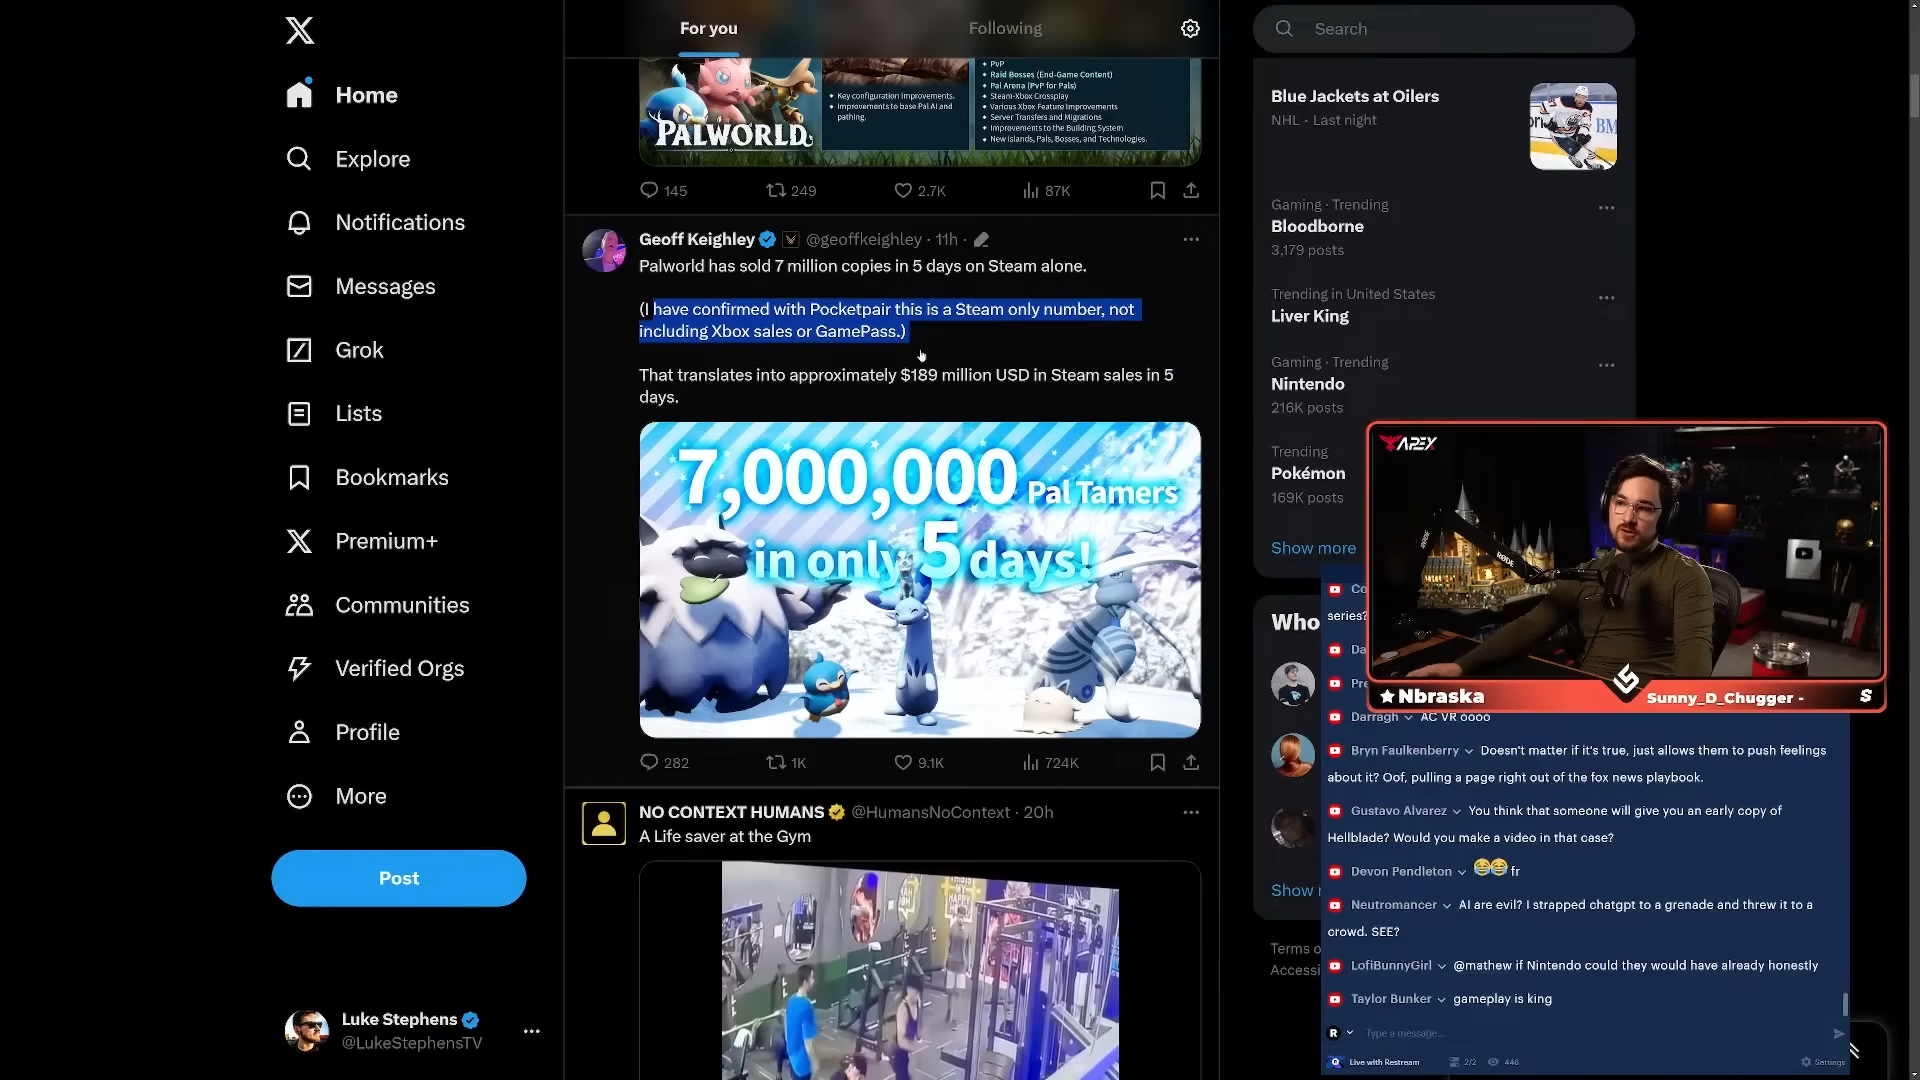 Home
Explore
Notifications
Messages
Grok
Lists
Bookmarks
Premium+
Communities
Verified Orgs
Profile
More
Post
Luke Stephens
@LukeStephensTV
For you
Following
PALWORLD
Key configuration improvements.
Improvements to base Pal AI and
pathing.
PvP
Raid Bosses (End-Game Content)
Pal Arena (PvP for Pals)
Steam-Xbox Crossplay
Various Xbox Feature Improvements
Server Transfers and Migrations
Improvements to the Building System
New Islands, Pals, Bosses, and Technologies.
145 249 2.7K 87K
Geoff Keighley @geoffkeighley · 11h ·
Palworld has sold 7 million copies in 5 days on Steam alone.
(I have confirmed with Pocketpair this is a Steam only number, not
including Xbox sales or GamePass.)
That translates into approximately $189 million USD in Steam sales in 5
days.
7,000,000 Pal Tamers
in only 5 days!
282 1K 9.1K 724K
NO CONTEXT HUMANS @HumansNoContext · 20h
A Life saver at the Gym
Search
Blue Jackets at Oilers
NHL · Last night
Gaming · Trending
Bloodborne
3,179 posts
Trending in United States
Liver King
Gaming · Trending
Nintendo
216K posts
Trending
Pokémon
169K posts
Show more
Who
Show
Terms
APEX
RODE
Nbraska
Sunny_D_Chugger -
$
Co
series?
Da
Pre
Darragh AC VR oooo
Bryn Faulkenberry Doesn't matter if it's true, just allows them to push feelings
about it? Oof, pulling a page right out of the fox news playbook.
Gustavo Alvarez You think that someone will give you an early copy of
Hellblade? Would you make a video in that case?
Devon Pendleton 😂😂 fr
Neutromancer AI are evil? I strapped chatgpt to a grenade and threw it to a
crowd. SEE?
LofiBunnyGirl @mathew if Nintendo could they would have already honestly
Taylor Bunker gameplay is king
R Type a message...
Live with Restream 2/2 446 Settings